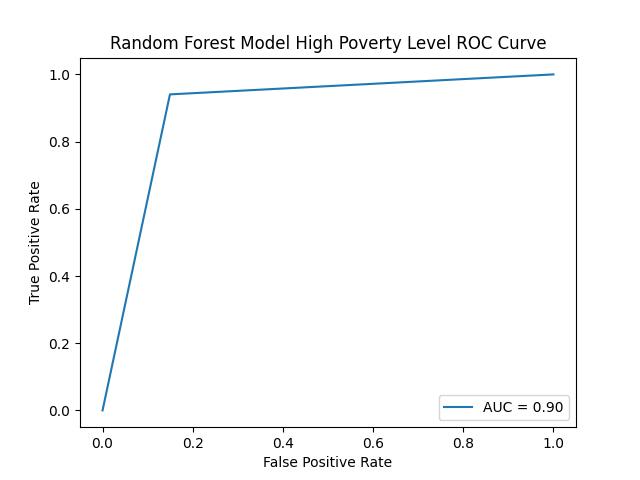 Random Forest Model High Poverty Level ROC Curve
1.0
0.8
0.6
0.4
0.2
0.0
True Positive Rate
AUC = 0.90
0.0 0.2 0.4 0.6 0.8 1.0
False Positive Rate